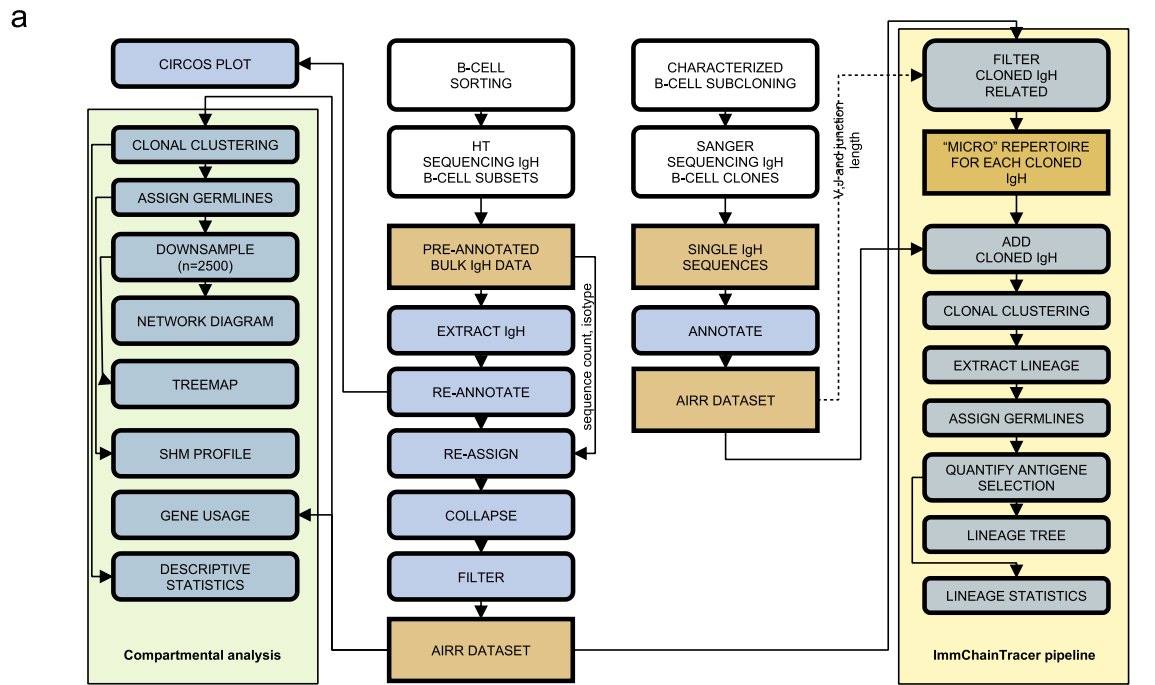 a
CIRCOS PLOT
CLONAL CLUSTERING
ASSIGN GERMLINES
DOWNSAMPLE
(n=2500)
NETWORK DIAGRAM
TREEMAP
SHM PROFILE
GENE USAGE
DESCRIPTIVE
STATISTICS
Compartmental analysis
B-CELL
SORTING
HT
SEQUENCING IgH
B-CELL SUBSETS
PRE-ANNOTATED
BULK IgH DATA
EXTRACT IgH
RE-ANNOTATE
RE-ASSIGN
COLLAPSE
FILTER
AIRR DATASET
sequence count, isotype
CHARACTERIZED
B-CELL SUBCLONING
SANGER
SEQUENCING IgH
B-CELL CLONES
SINGLE IgH
SEQUENCES
ANNOTATE
AIRR DATASET
V,J-and junction
length
FILTER
CLONED IgH
RELATED
“MICRO” REPERTOIRE
FOR EACH CLONED
IgH
ADD
CLONED IgH
CLONAL CLUSTERING
EXTRACT LINEAGE
ASSIGN GERMLINES
QUANTIFY ANTIGENE
SELECTION
LINEAGE TREE
LINEAGE STATISTICS
ImmChainTracer pipeline